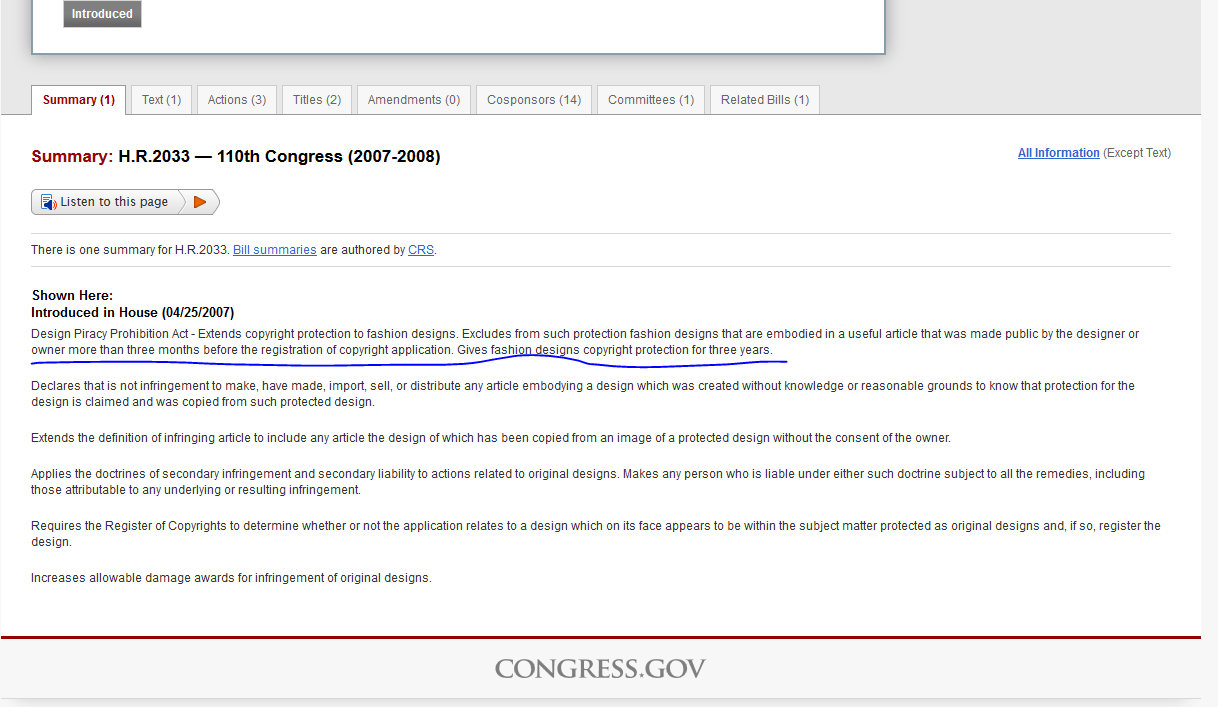 Introduced
Summary (1)
Text (1)
Actions (3)
Titles (2)
Amendments (0)
Cosponsors (14)
Committees (1)
Related Bills (1)
Summary: H.R.2033 — 110th Congress (2007-2008)
All Information (Except Text)
Listen to this page
There is one summary for H.R.2033. Bill summaries are authored by CRS.
Shown Here:
Introduced in House (04/25/2007)
Design Piracy Prohibition Act - Extends copyright protection to fashion designs. Excludes from such protection fashion designs that are embodied in a useful article that was made public by the designer or
owner more than three months before the registration of copyright application. Gives fashion designs copyright protection for three years.
Declares that is not infringement to make, have made, import, sell, or distribute any article embodying a design which was created without knowledge or reasonable grounds to know that protection for the
design is claimed and was copied from such protected design.
Extends the definition of infringing article to include any article the design of which has been copied from an image of a protected design without the consent of the owner.
Applies the doctrines of secondary infringement and secondary liability to actions related to original designs. Makes any person who is liable under either such doctrine subject to all the remedies, including
those attributable to any underlying or resulting infringement.
Requires the Register of Copyrights to determine whether or not the application relates to a design which on its face appears to be within the subject matter protected as original designs and, if so, register the
design.
Increases allowable damage awards for infringement of original designs.
CONGRESS.GOV